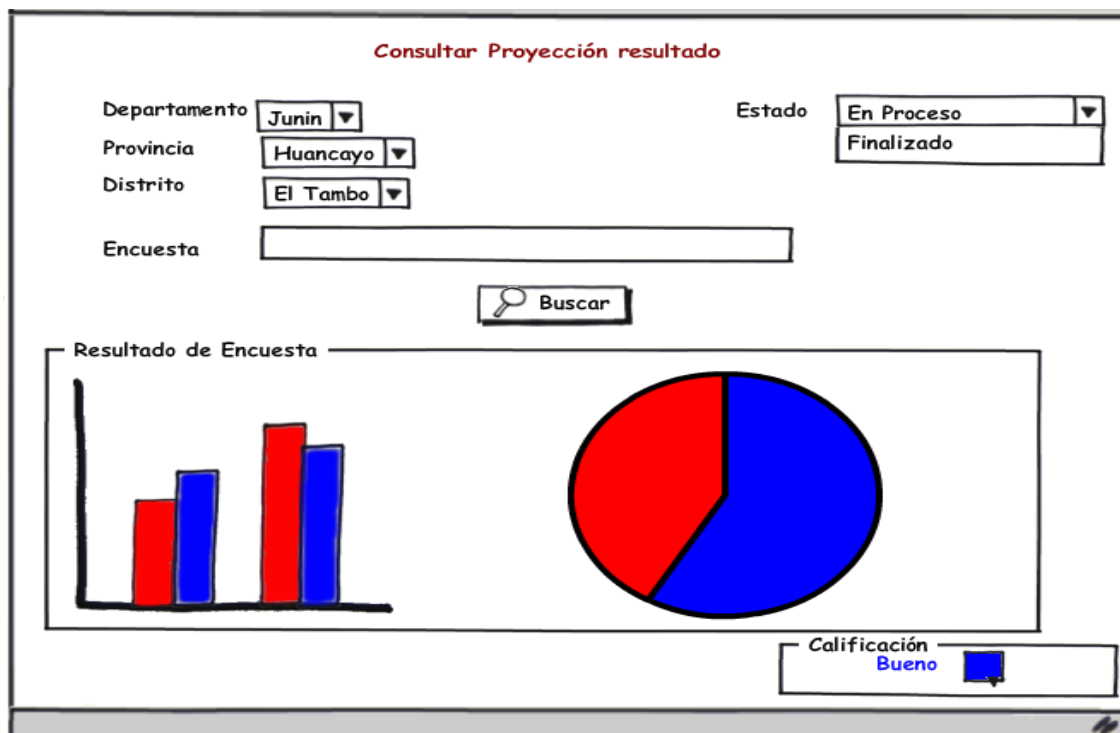 Consultar Proyección resultado
Departamento Junin Estado En Proceso
Provincia Huancayo Finalizado
Distrito El Tambo
Encuesta
Buscar
Resultado de Encuesta
Calificación
Bueno